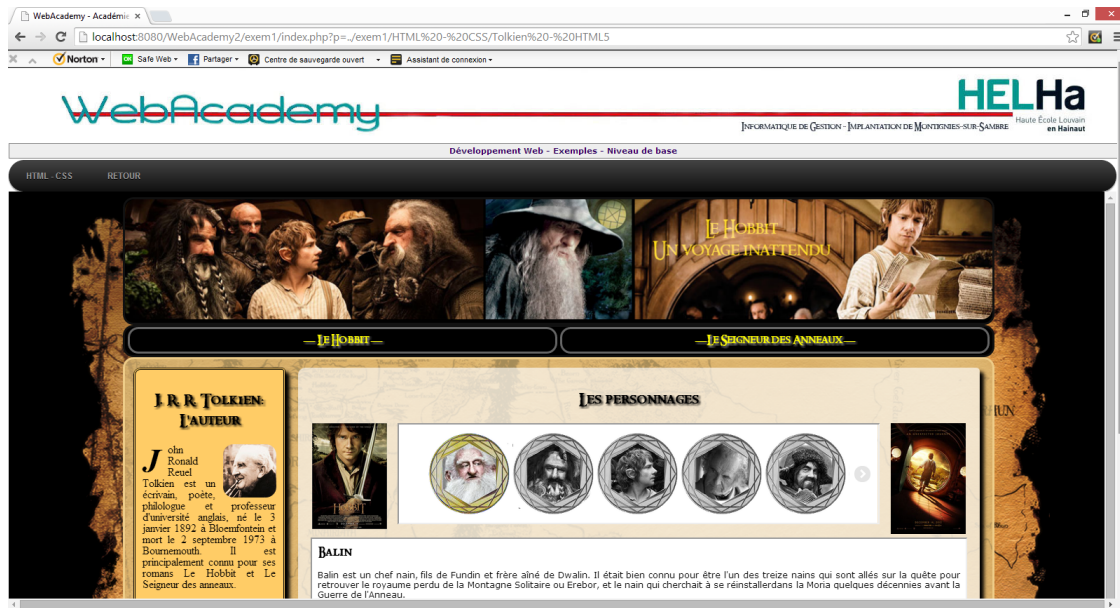 WebAcademy - Académie
localhost:8080/WebAcademy2/exem1/index.php?p=../exem1/HTML%20-%20CSS/Tolkien%20-%20HTML5
Norton
Safe Web
Partager
Centre de sauvegarde ouvert
Assistant de connexion
WebAcademy
HELHa
Haute École Louvain
en Hainaut
Informatique de Gestion - Implantation de Montignies-sur-Sambre
Développement Web - Exemples - Niveau de base
HTML - CSS
RETOUR
Le Hobbit
Un voyage inattendu
— Le Hobbit —
— Le Seigneur des Anneaux —
J. R. R. Tolkien:
L'auteur
John
Ronald
Reuel
Tolkien est un
écrivain, poète,
philologue et professeur
d'université anglais, né le 3
janvier 1892 à Bloemfontein et
mort le 2 septembre 1973 à
Bournemouth. Il est
principalement connu pour ses
romans Le Hobbit et Le
Seigneur des anneaux.
Les personnages
HOBBIT
Balin
Balin est un chef nain, fils de Fundin et frère aîné de Dwalin. Il était bien connu pour être l'un des treize nains qui sont allés sur la quête pour
retrouver le royaume perdu de la Montagne Solitaire ou Erebor, et le nain qui cherchait à se réinstallerdans la Moria quelques décennies avant la
Guerre de l'Anneau.